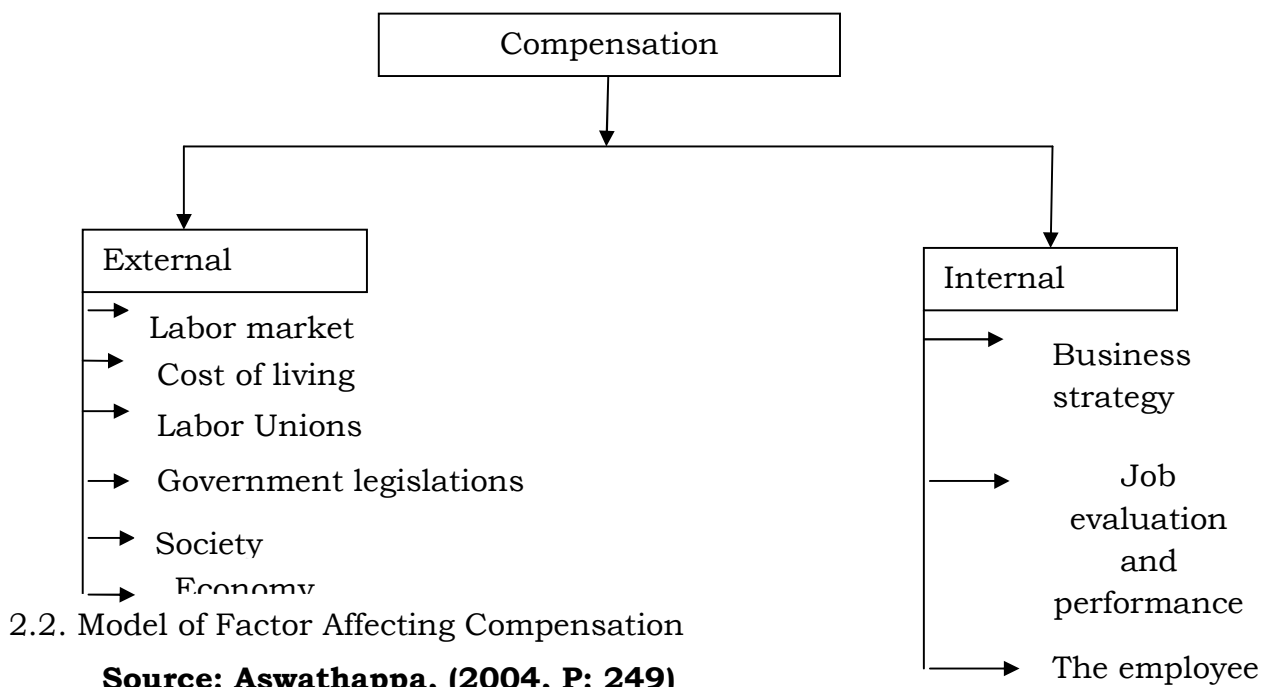 Compensation
External
Labor market
Cost of living
Labor Unions
Government legislations
Society
Economy
Internal
Business
strategy
Job
evaluation
and
performance
The employee
2.2. Model of Factor Affecting Compensation
Source: Aswathappa, (2004, P: 249)